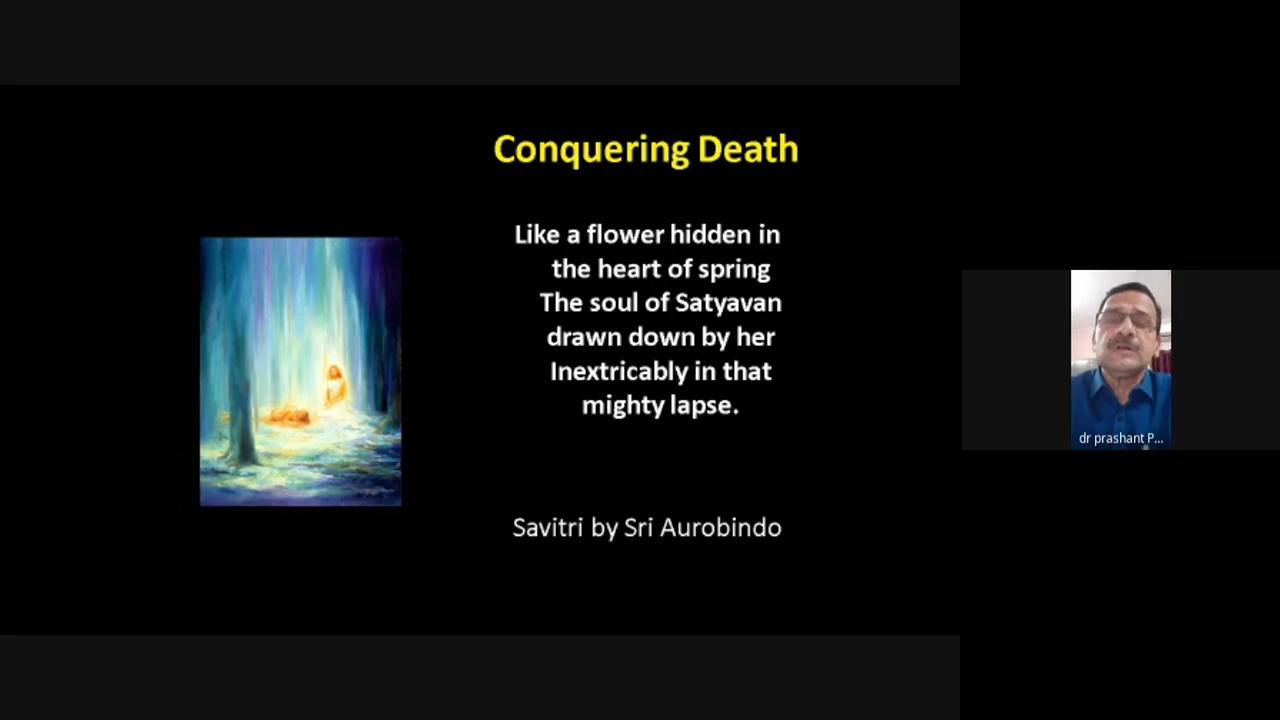 Conquering Death
Like a flower hidden in
the heart of spring
The soul of Satyavan
drawn down by her
Inextricably in that
mighty lapse.
Savitri by Sri Aurobindo
dr prashant P...